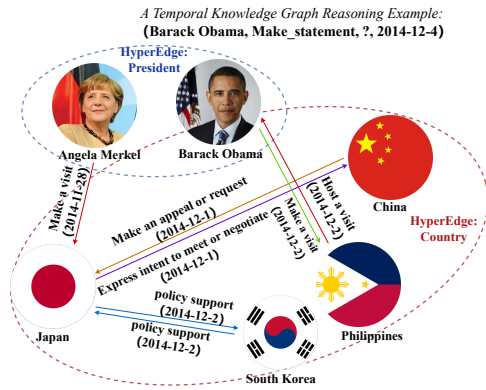 A Temporal Knowledge Graph Reasoning Example:
(Barack Obama, Make_statement, ?, 2014-12-4)
HyperEdge:
President
Angela Merkel
Barack Obama
China
HyperEdge:
Country
Make a visit
(2014-11-28)
Make an appeal or request
(2014-12-1)
Express intent to meet or negotiate
(2014-12-1)
Host a visit
(2014-12-2)
Make a visit
(2014-12-2)
Japan
policy support
(2014-12-2)
policy support
(2014-12-2)
Philippines
South Korea